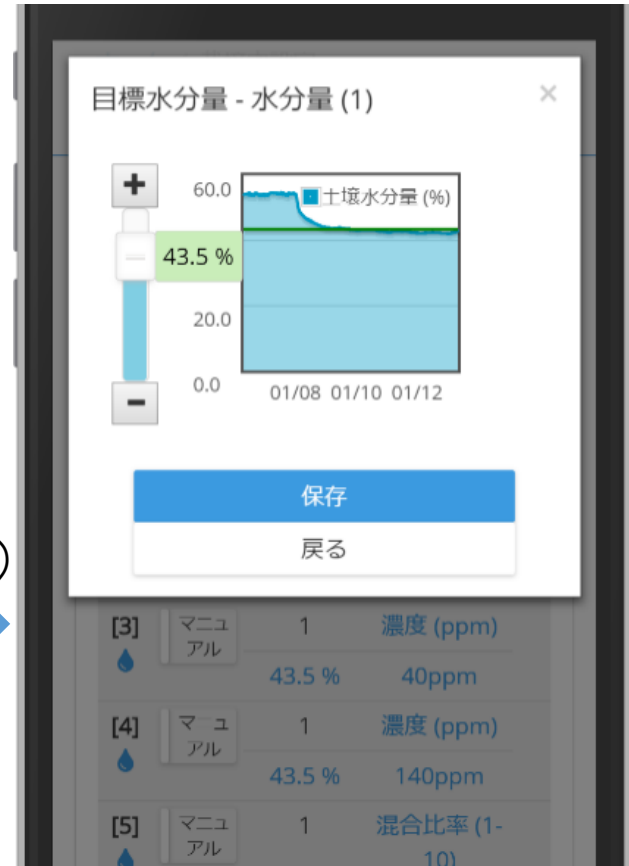 目標水分量 - 水分量 (1)
×
+
60.0
土壌水分量 (%)
43.5 %
20.0
0.0
−
01/08 01/10 01/12
保存
戻る
[3] マニュ 1 濃度 (ppm)
アル
43.5 % 40ppm
[4] マニュ 1 濃度 (ppm)
アル
43.5 % 140ppm
[5] マニュ 1 混合比率 (1-
アル
10)